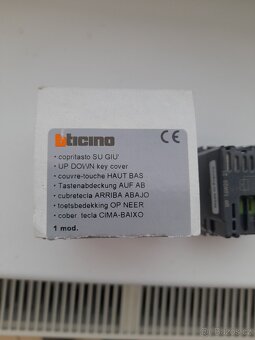 bticino
CE
• copritasto SU GIU'
• UP DOWN key cover
• couvre-touche HAUT BAS
• Tastenabdeckung AUF AB
• cubretecla ARRIBA ABAJO
• toetsbedekking OP NEER
• cober. tecla CIMA-BAIXO
1 mod.